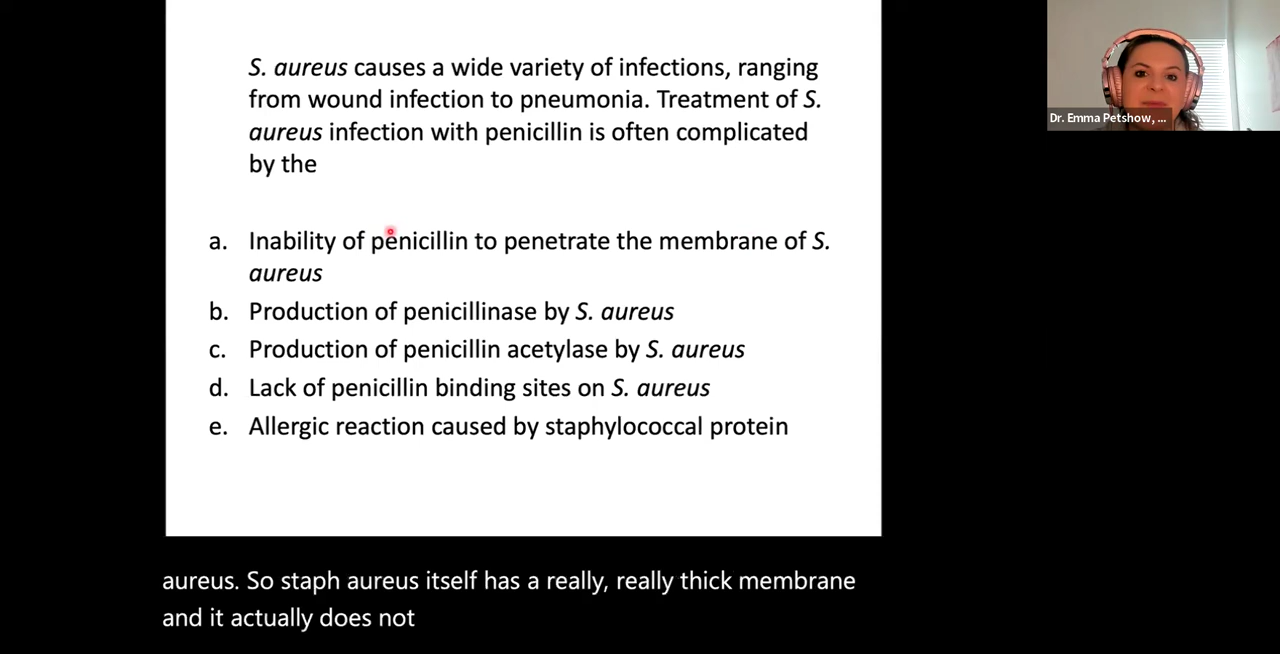 S. aureus causes a wide variety of infections, ranging
from wound infection to pneumonia. Treatment of S.
aureus infection with penicillin is often complicated
by the
a. Inability of penicillin to penetrate the membrane of S.
aureus
b. Production of penicillinase by S. aureus
c. Production of penicillin acetylase by S. aureus
d. Lack of penicillin binding sites on S. aureus
e. Allergic reaction caused by staphylococcal protein
Dr. Emma Petshow, ...
aureus. So staph aureus itself has a really, really thick membrane
and it actually does not